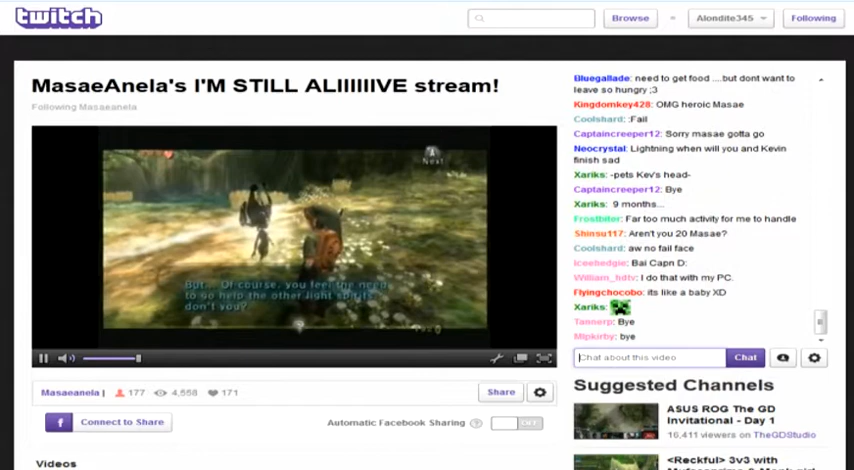 twitch
Browse
Alondite345
Following
MasaeAnela's I'M STILL ALIIIIIIVE stream!
Following Masaeanela
A
Next
But... Of course, you feel the need
to go help the other light spirits,
don't you?
Masaeanela |
177
4,558
171
Share
Connect to Share
Automatic Facebook Sharing
OFF
Videos
Bluegallade: need to get food ....but dont want to
leave so hungry ;3
Kingdomkey428: OMG heroic Masae
Coolshard: :Fail
Captaincreeper12: Sorry masae gotta go
Neocrystal: Lightning when will you and Kevin
finish sad
Xariks: -pets Kev's head-
Captaincreeper12: Bye
Xariks: 9 months...
Frostbiter: Far too much activity for me to handle
Shinsu117: Aren't you 20 Masae?
Coolshard: aw no fail face
Iceehedgie: Bai Capn D:
William_hdtv: I do that with my PC.
Flyingchocobo: its like a baby XD
Xariks:
Tannerp: Bye
Mlpkirby: bye
Chat about this video
Chat
Suggested Channels
ASUS ROG The GD
Invitational - Day 1
16,411 viewers on TheGDStudio
<Reckful> 3v3 with